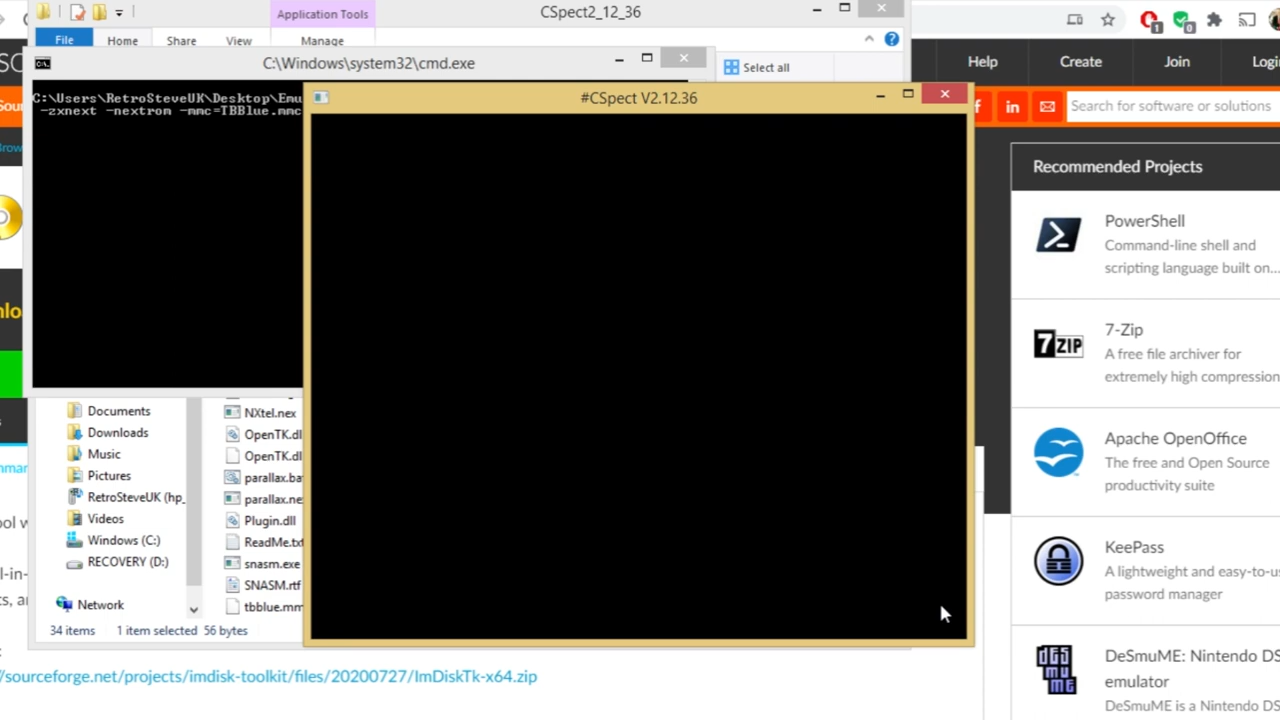 Application Tools
CSpect2_12_36
File
Home
Share
View
Manage
C:\Windows\system32\cmd.exe
Select all
Help
Create
Join
C:\Users\RetroSteveUK\Desktop\Emu
-zxnext -nextrom -mmc=TBBlue.mmc
#CSpect V2.12.36
f
in
Search for software or solutions
1
0
Recommended Projects
PowerShell
Command-line shell and
scripting language built on...
7-Zip
7ZIP
A free file archiver for
extremely high compression
Apache OpenOffice
The free and Open Source
productivity suite
KeePass
A lightweight and easy-to-us
password manager
DeSmuME: Nintendo DS
emulator
DeSmuME is a Nintendo DS
Documents
Downloads
Music
Pictures
RetroSteveUK (hp_
Videos
Windows (C:)
RECOVERY (D:)
Network
NXtel.nex
OpenTK.dl
OpenTK.dl
parallax.ba
parallax.ne
Plugin.dll
ReadMe.txt
snasm.exe
SNASM.rtf
tbblue.mm
34 items
1 item selected
56 bytes
/sourceforge.net/projects/imdisk-toolkit/files/20200727/ImDiskTk-x64.zip